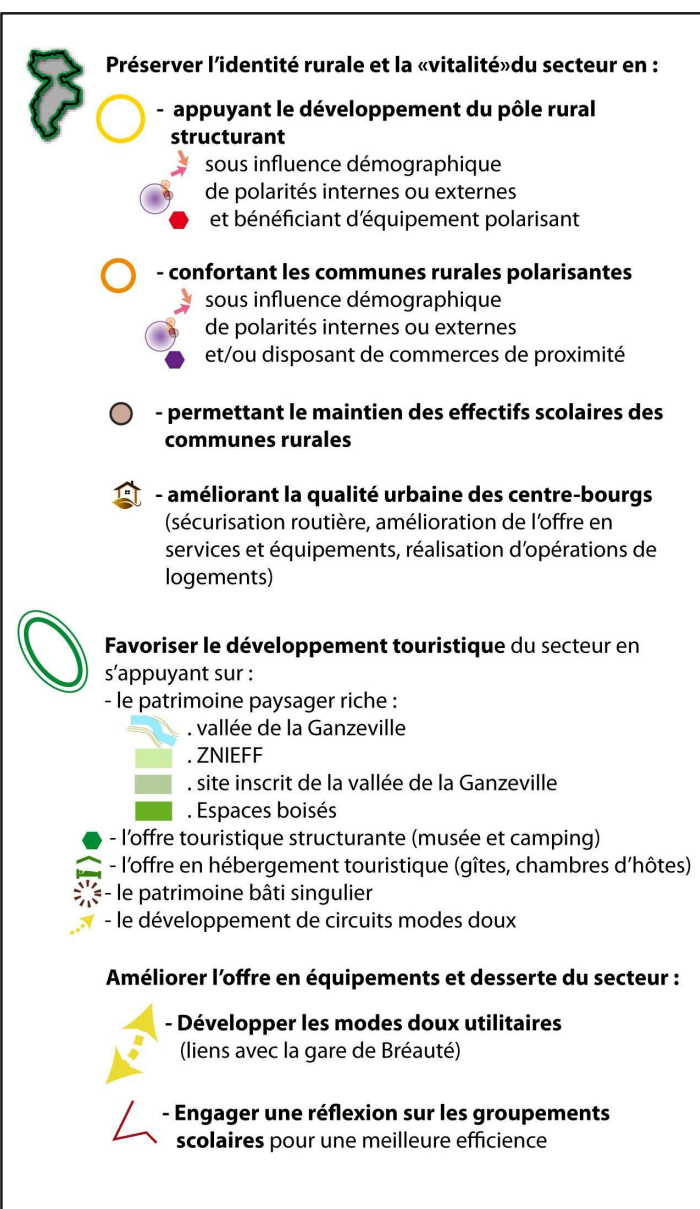 Préserver l'identité rurale et la «vitalité»du secteur en :
- appuyant le développement du pôle rural
structurant
sous influence démographique
de polarités internes ou externes
et bénéficiant d'équipement polarisant
- confortant les communes rurales polarisantes
sous influence démographique
de polarités internes ou externes
et/ou disposant de commerces de proximité
- permettant le maintien des effectifs scolaires des
communes rurales
- améliorant la qualité urbaine des centre-bourgs
(sécurisation routière, amélioration de l'offre en
services et équipements, réalisation d'opérations de
logements)
Favoriser le développement touristique du secteur en
s'appuyant sur :
- le patrimoine paysager riche :
. vallée de la Ganzeville
. ZNIEFF
. site inscrit de la vallée de la Ganzeville
. Espaces boisés
- l'offre touristique structurante (musée et camping)
- l'offre en hébergement touristique (gîtes, chambres d'hôtes)
- le patrimoine bâti singulier
- le développement de circuits modes doux
Améliorer l'offre en équipements et desserte du secteur :
- Développer les modes doux utilitaires
(liens avec la gare de Bréauté)
- Engager une réflexion sur les groupements
scolaires pour une meilleure efficience